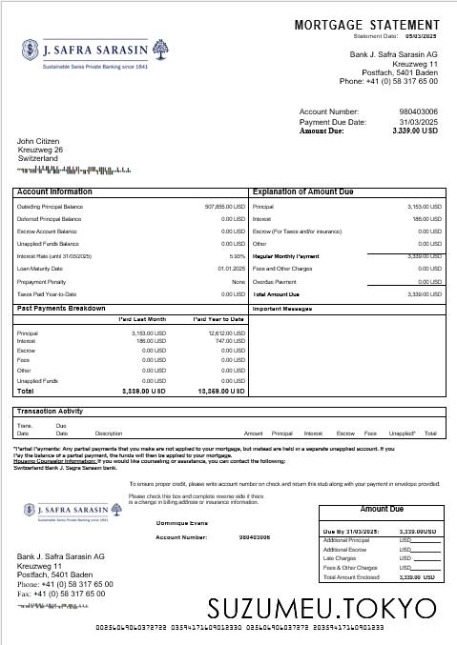 MORTGAGE STATEMENT
Statement Date: 05/03/2025
J. SAFRA SARASIN
Sustainable Swiss Private Banking since 1841
Bank J. Safra Sarasin AG
Kreuzweg 11
Postfach, 5401 Baden
Phone: +41 (0) 58 317 65 00
Account Number: 980403006
Payment Due Date: 31/03/2025
Amount Due: 3.339.00 USD
John Citizen
Kreuzweg 26
Switzerland
Account Information
Outsiding Principal Balance 507,855.00 USD
Deferred Principal Balance 0.00 USD
Escrow Account Balance 0.00 USD
Unapplied Funds Balance 0.00 USD
Interest Rate (until 31/03/2025)
Loan Maturity Date 01.01.2025
Prepayment Penalty None
Taxes Paid Year-to-Date 0.00 USD
Explanation of Amount Due
Principal 3,153.00 USD
Interest 186.00 USD
Escrow (For Taxes and/or insurance) 0.00 USD
Other 0.00 USD
Regular Monthly Payment 3,339.00 USD
Fees and Other Charges 0.00 USD
Overdue Payment 0.00 USD
Total Amount Due 3,339.00 USD
Past Payments Breakdown
Paid Last Month Paid Year to Date
Principal 3,153.00 USD 12,612.00 USD
Interest 186.00 USD 747.00 USD
Escrow 0.00 USD 0.00 USD
Fees 0.00 USD 0.00 USD
Other 0.00 USD 0.00 USD
Unapplied Funds 0.00 USD 0.00 USD
Total 3,339.00 USD
Important Messages
Transaction Activity
Trans. Date Due Date Description Amount Principal Interest Escrow Fees Unapplied* Total
*Partial Payments: Any partial payments that you make are not applied to your mortgage, but instead are held in a separate unapplied account. If you
Pay the balance of a partial payment, the funds will then be applied to your mortgage.
Housing Counselor Information: If you would like counseling or assistance, you can contact the following:
Switzerland Bank J. Sagra Sarasin bank.
To ensure proper credit, please write account number on check and return this stub along with your payment in envelope provided.
Please check this box and complete reverse side if there
is a change in billing address or insurance information.
J. SAFRA SARASIN
Sustainable Swiss Private Banking since 1841
Dominique Evans
Account Number: 980403006
Amount Due
Due By 31/03/2025: 3,339.00USD
Additional Principal USD
Additional Escrow USD
Late Charges USD
Fees & Other Charges USD
Total Amount Enclosed 3,339.00 USD
Bank J. Safra Sarasin AG
Kreuzweg 11
Postfach, 5401 Baden
Phone: +41 (0) 58 317 65 00
Fax: +41 (0) 58 317 65 00
SUZUMEU.TOKYO